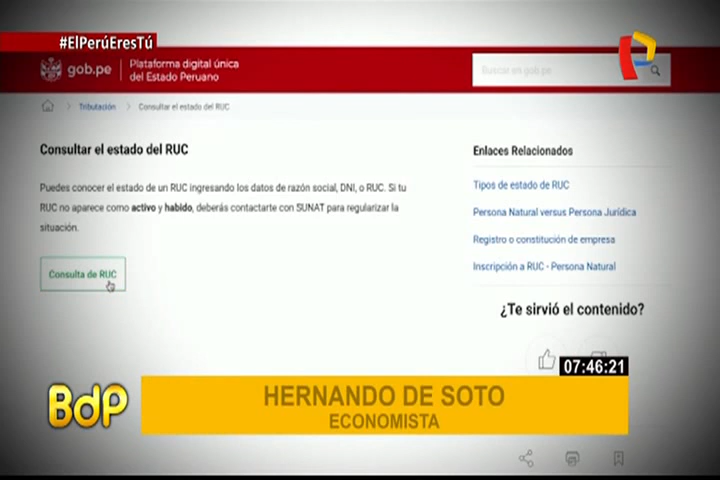 #ElPerúEresTú
gob.pe
Plataforma digital única
del Estado Peruano
Buscar en gob.pe
Tributación > Consultar el estado del RUC
Consultar el estado del RUC
Puedes conocer el estado de un RUC ingresando los datos de razón social, DNI, o RUC. Si tu
RUC no aparece como activo y habido, deberás contactarte con SUNAT para regularizar la
situación.
Consulta de RUC
Enlaces Relacionados
Tipos de estado de RUC
Persona Natural versus Persona Jurídica
Registro o constitución de empresa
Inscripción a RUC - Persona Natural
¿Te sirvió el contenido?
07:46:21
BdP
HERNANDO DE SOTO
ECONOMISTA